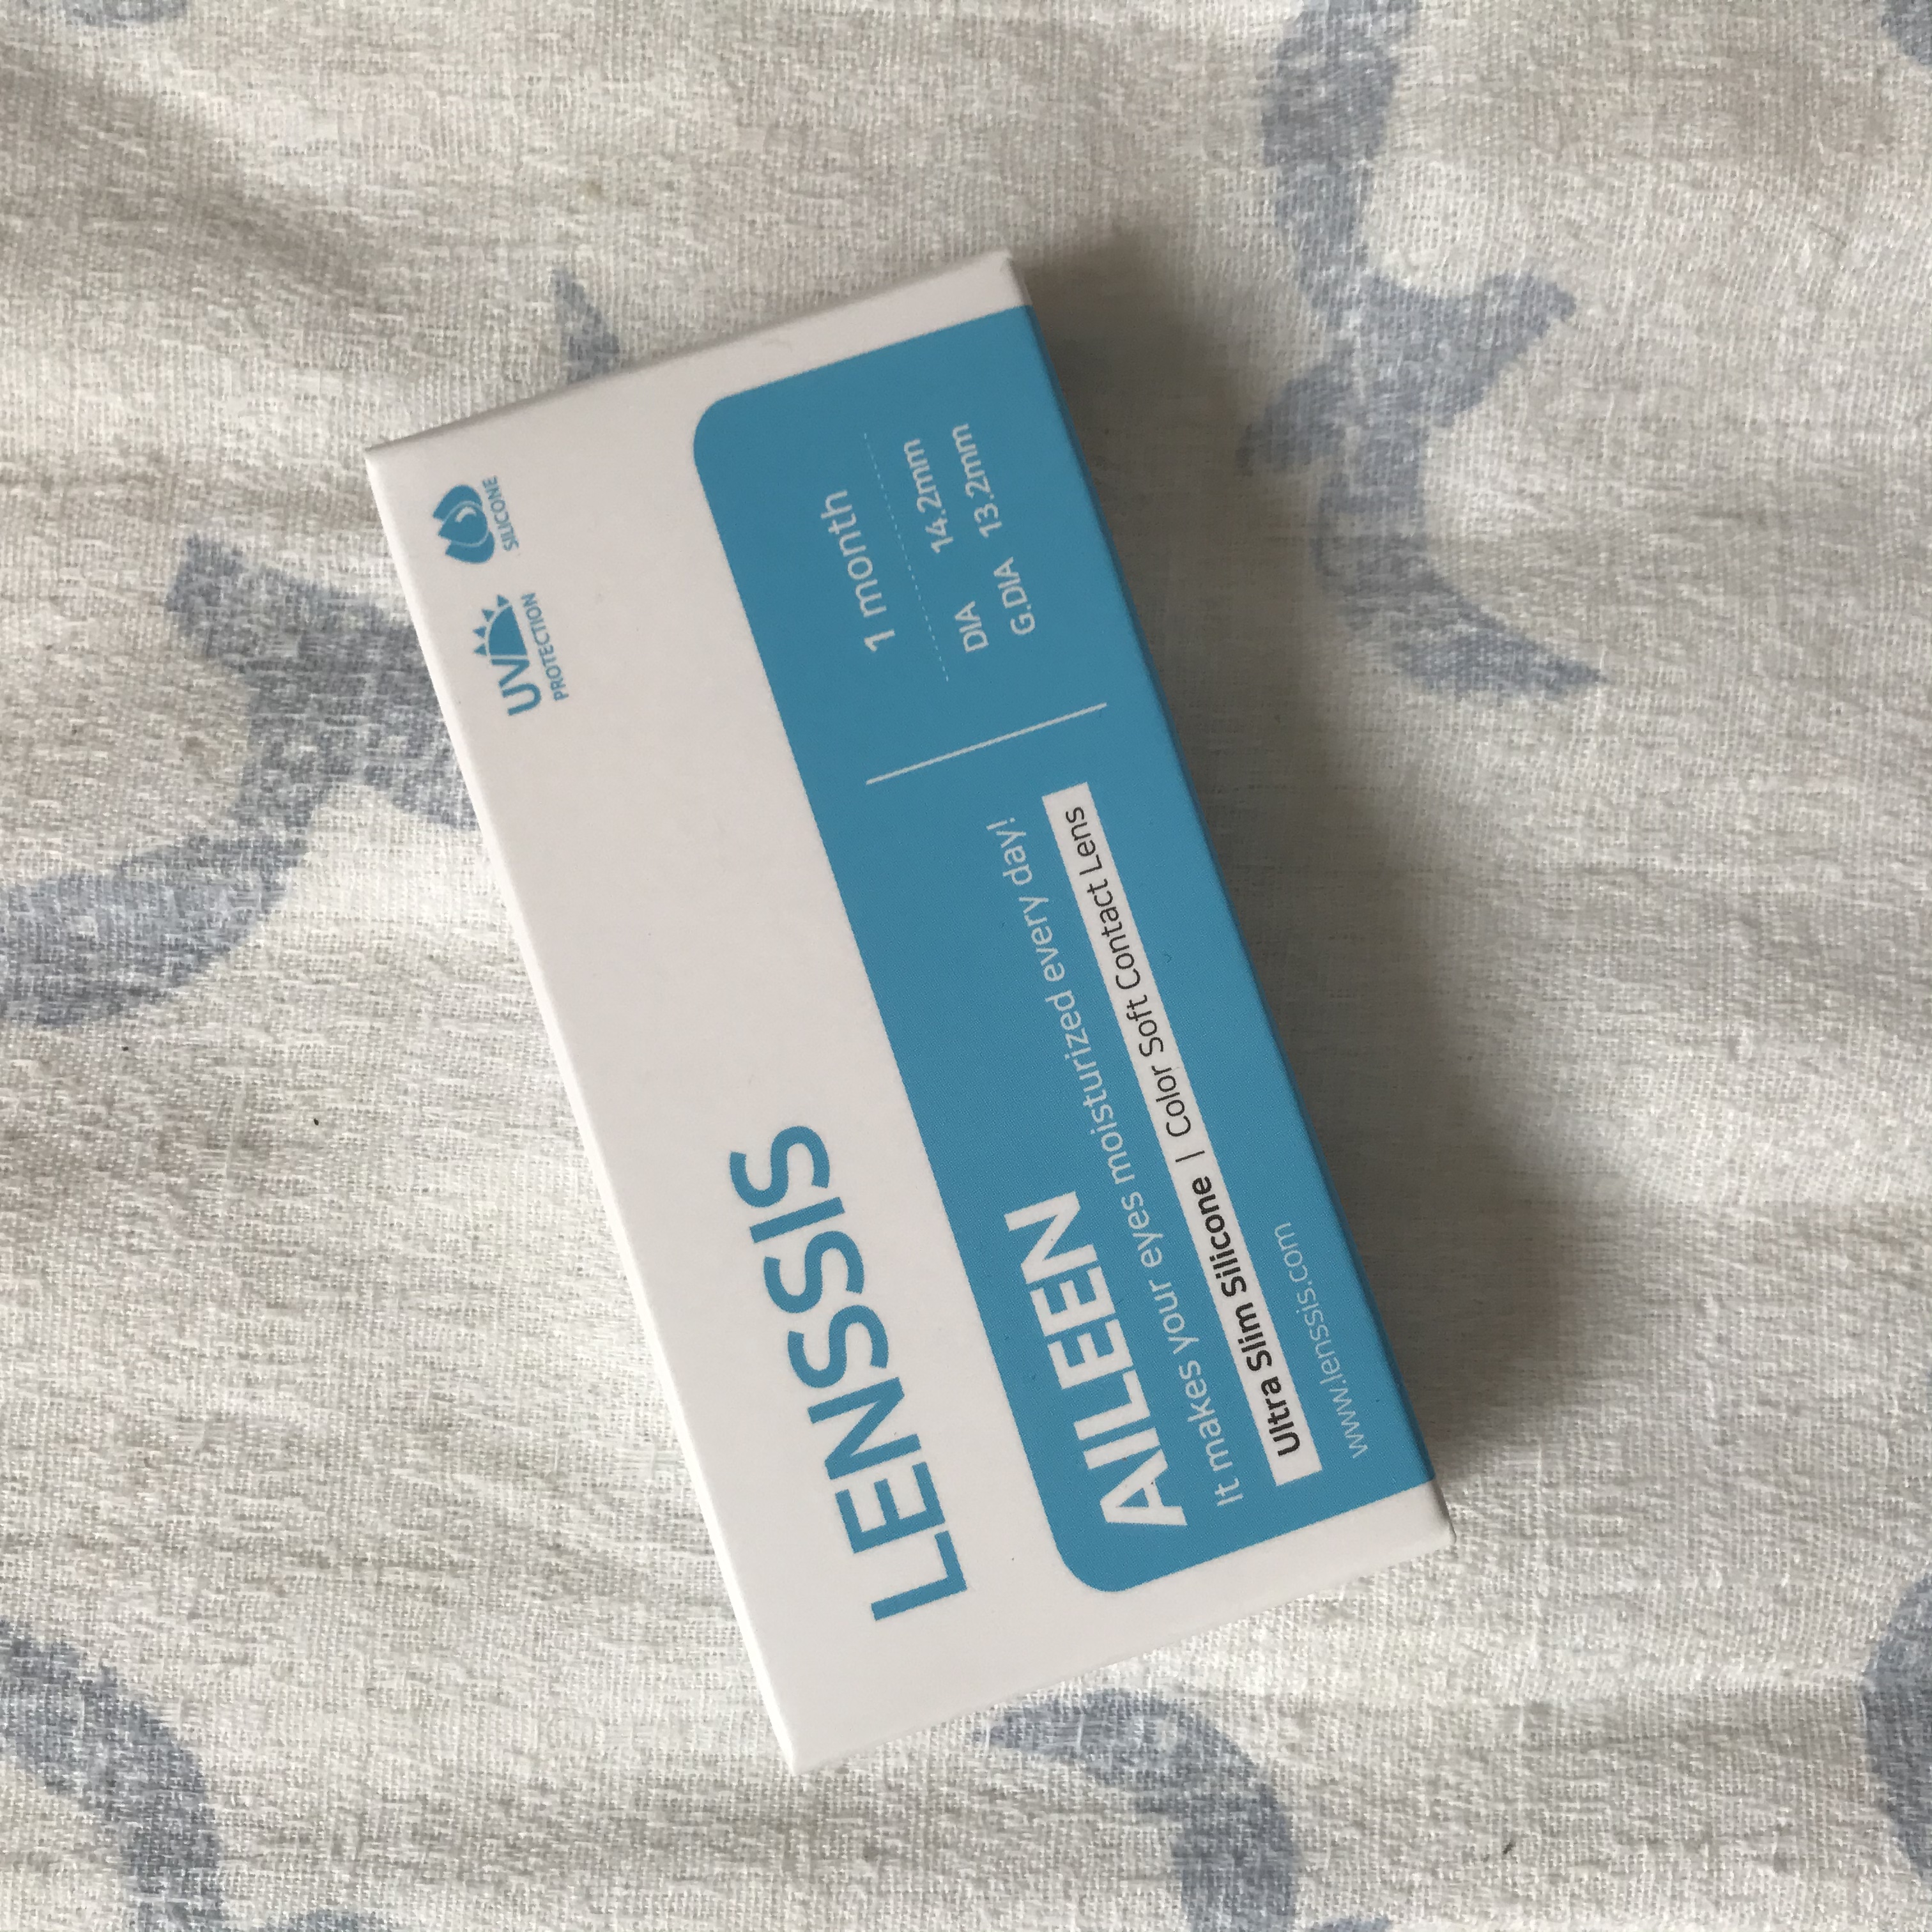 LENSSIS
UV
PROTECTION
SILICONE
AILEEN
It makes your eyes moisturized every day!
Ultra Slim Silicone | Color Soft Contact Lens
www.lenssis.com
1 month
DIA 14.2mm
G.DIA 13.2mm